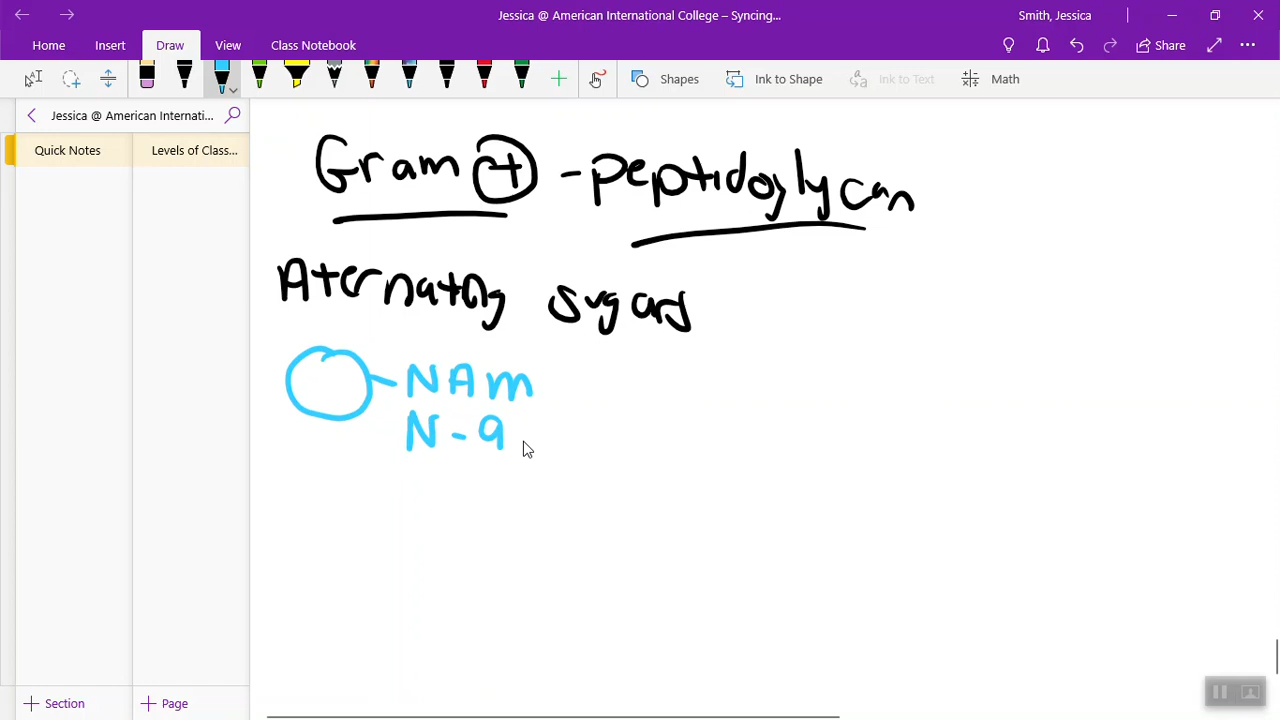 Jessica @ American International College – Syncing...
Smith, Jessica
Home Insert Draw View Class Notebook
Share
Shapes Ink to Shape Ink to Text Math
Jessica @ American Internati...
Quick Notes
Levels of Class...
Gram + - peptidoglycan
Aternating sugars
NAm
N - a
Section
Page